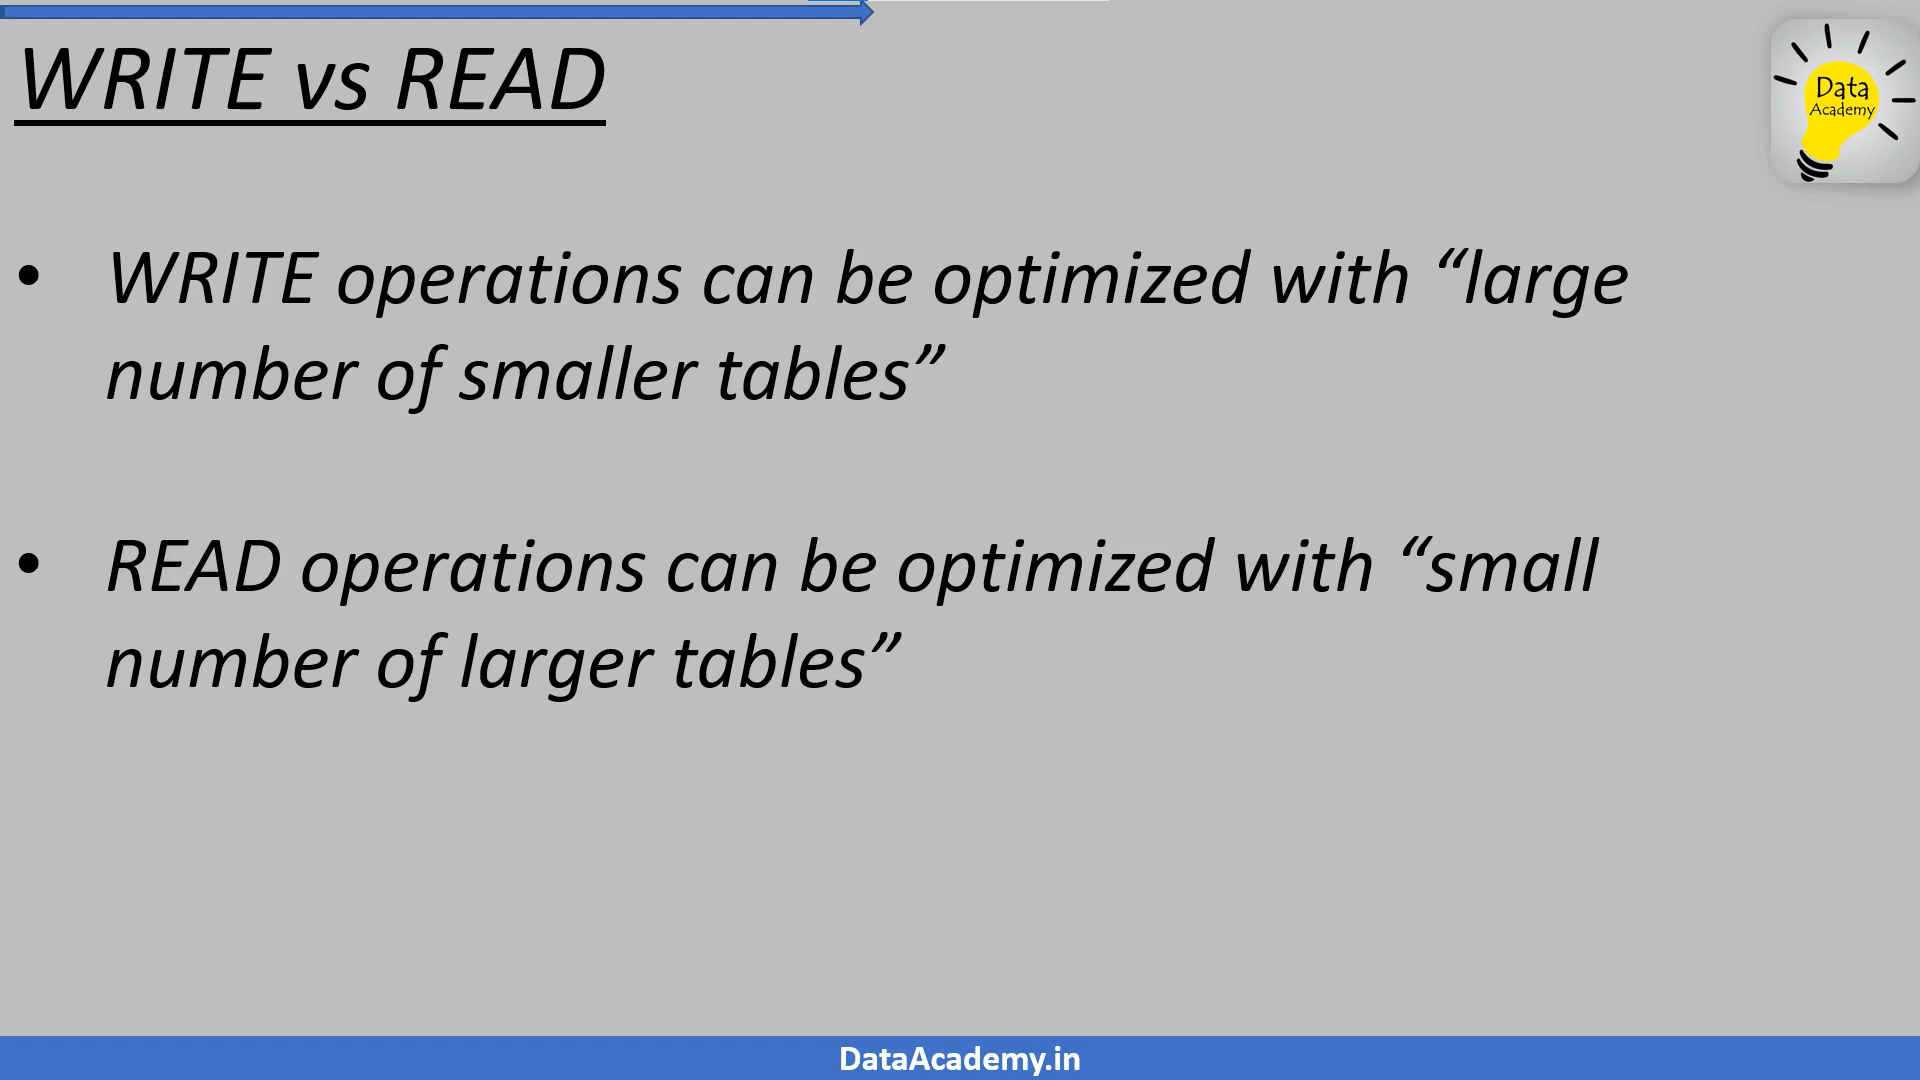 WRITE vs READ
Data
Academy
• WRITE operations can be optimized with “large
number of smaller tables”
• READ operations can be optimized with “small
number of larger tables”
DataAcademy.in